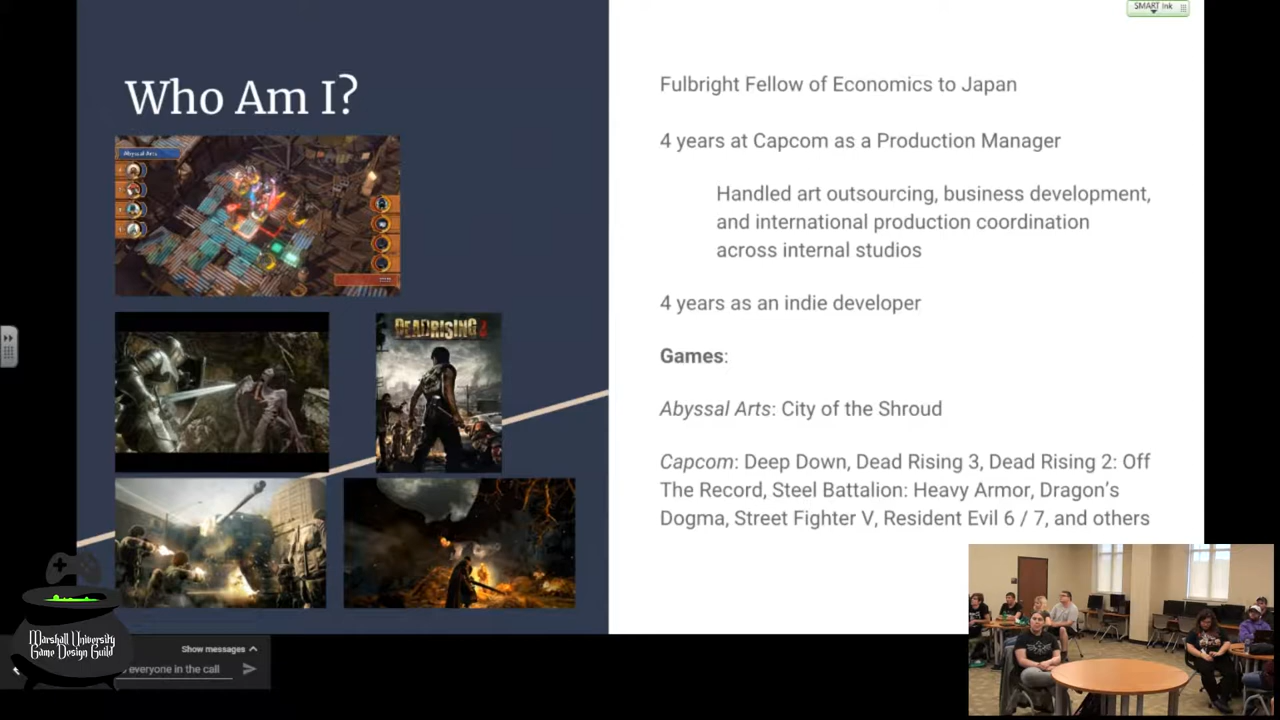 SMART Ink
Who Am I?
Abyssal Arts
DEADRISING 3
Fulbright Fellow of Economics to Japan
4 years at Capcom as a Production Manager
Handled art outsourcing, business development,
and international production coordination
across internal studios
4 years as an indie developer
Games:
Abyssal Arts: City of the Shroud
Capcom: Deep Down, Dead Rising 3, Dead Rising 2: Off
The Record, Steel Battalion: Heavy Armor, Dragon's
Dogma, Street Fighter V, Resident Evil 6 / 7, and others
Marshall University
Game Design Guild
Show messages
everyone in the call